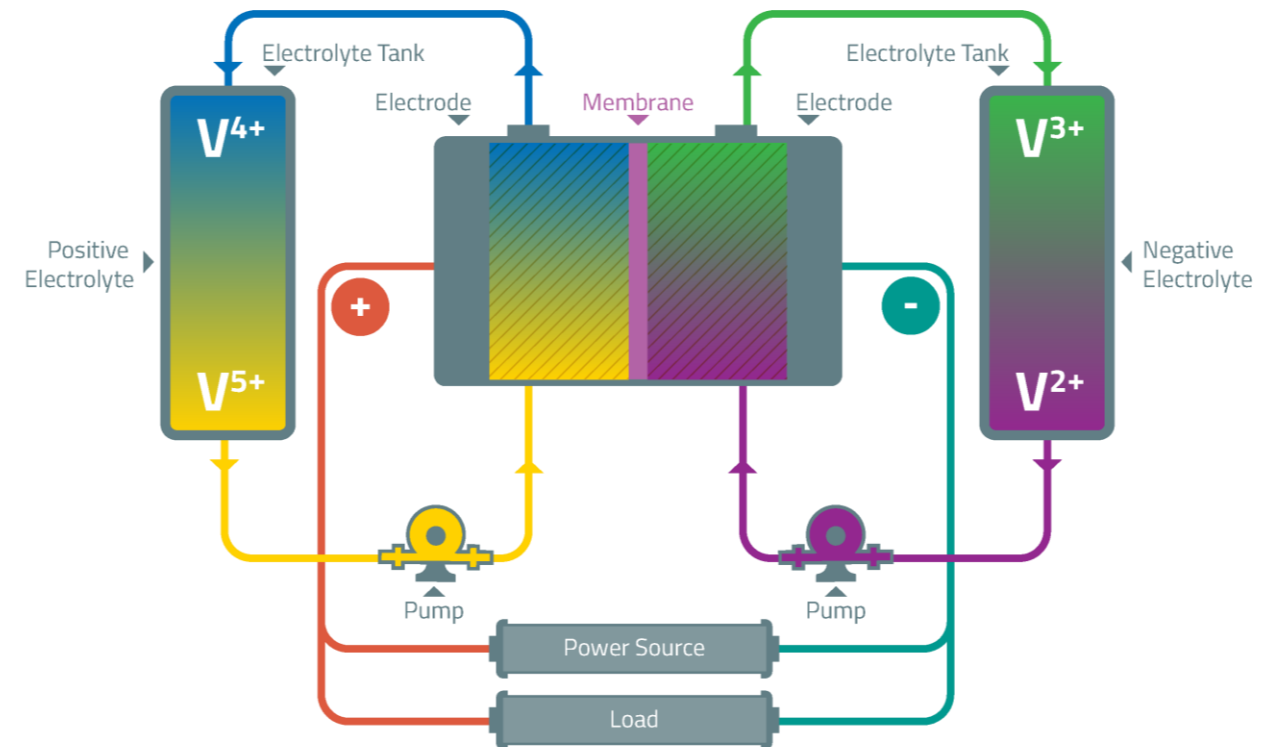 Electrolyte Tank
Electrolyte Tank
Electrode
Membrane
Electrode
V4+
V3+
Positive
Electrolyte
Negative
Electrolyte
+
-
V5+
V2+
Pump
Pump
Power Source
Load